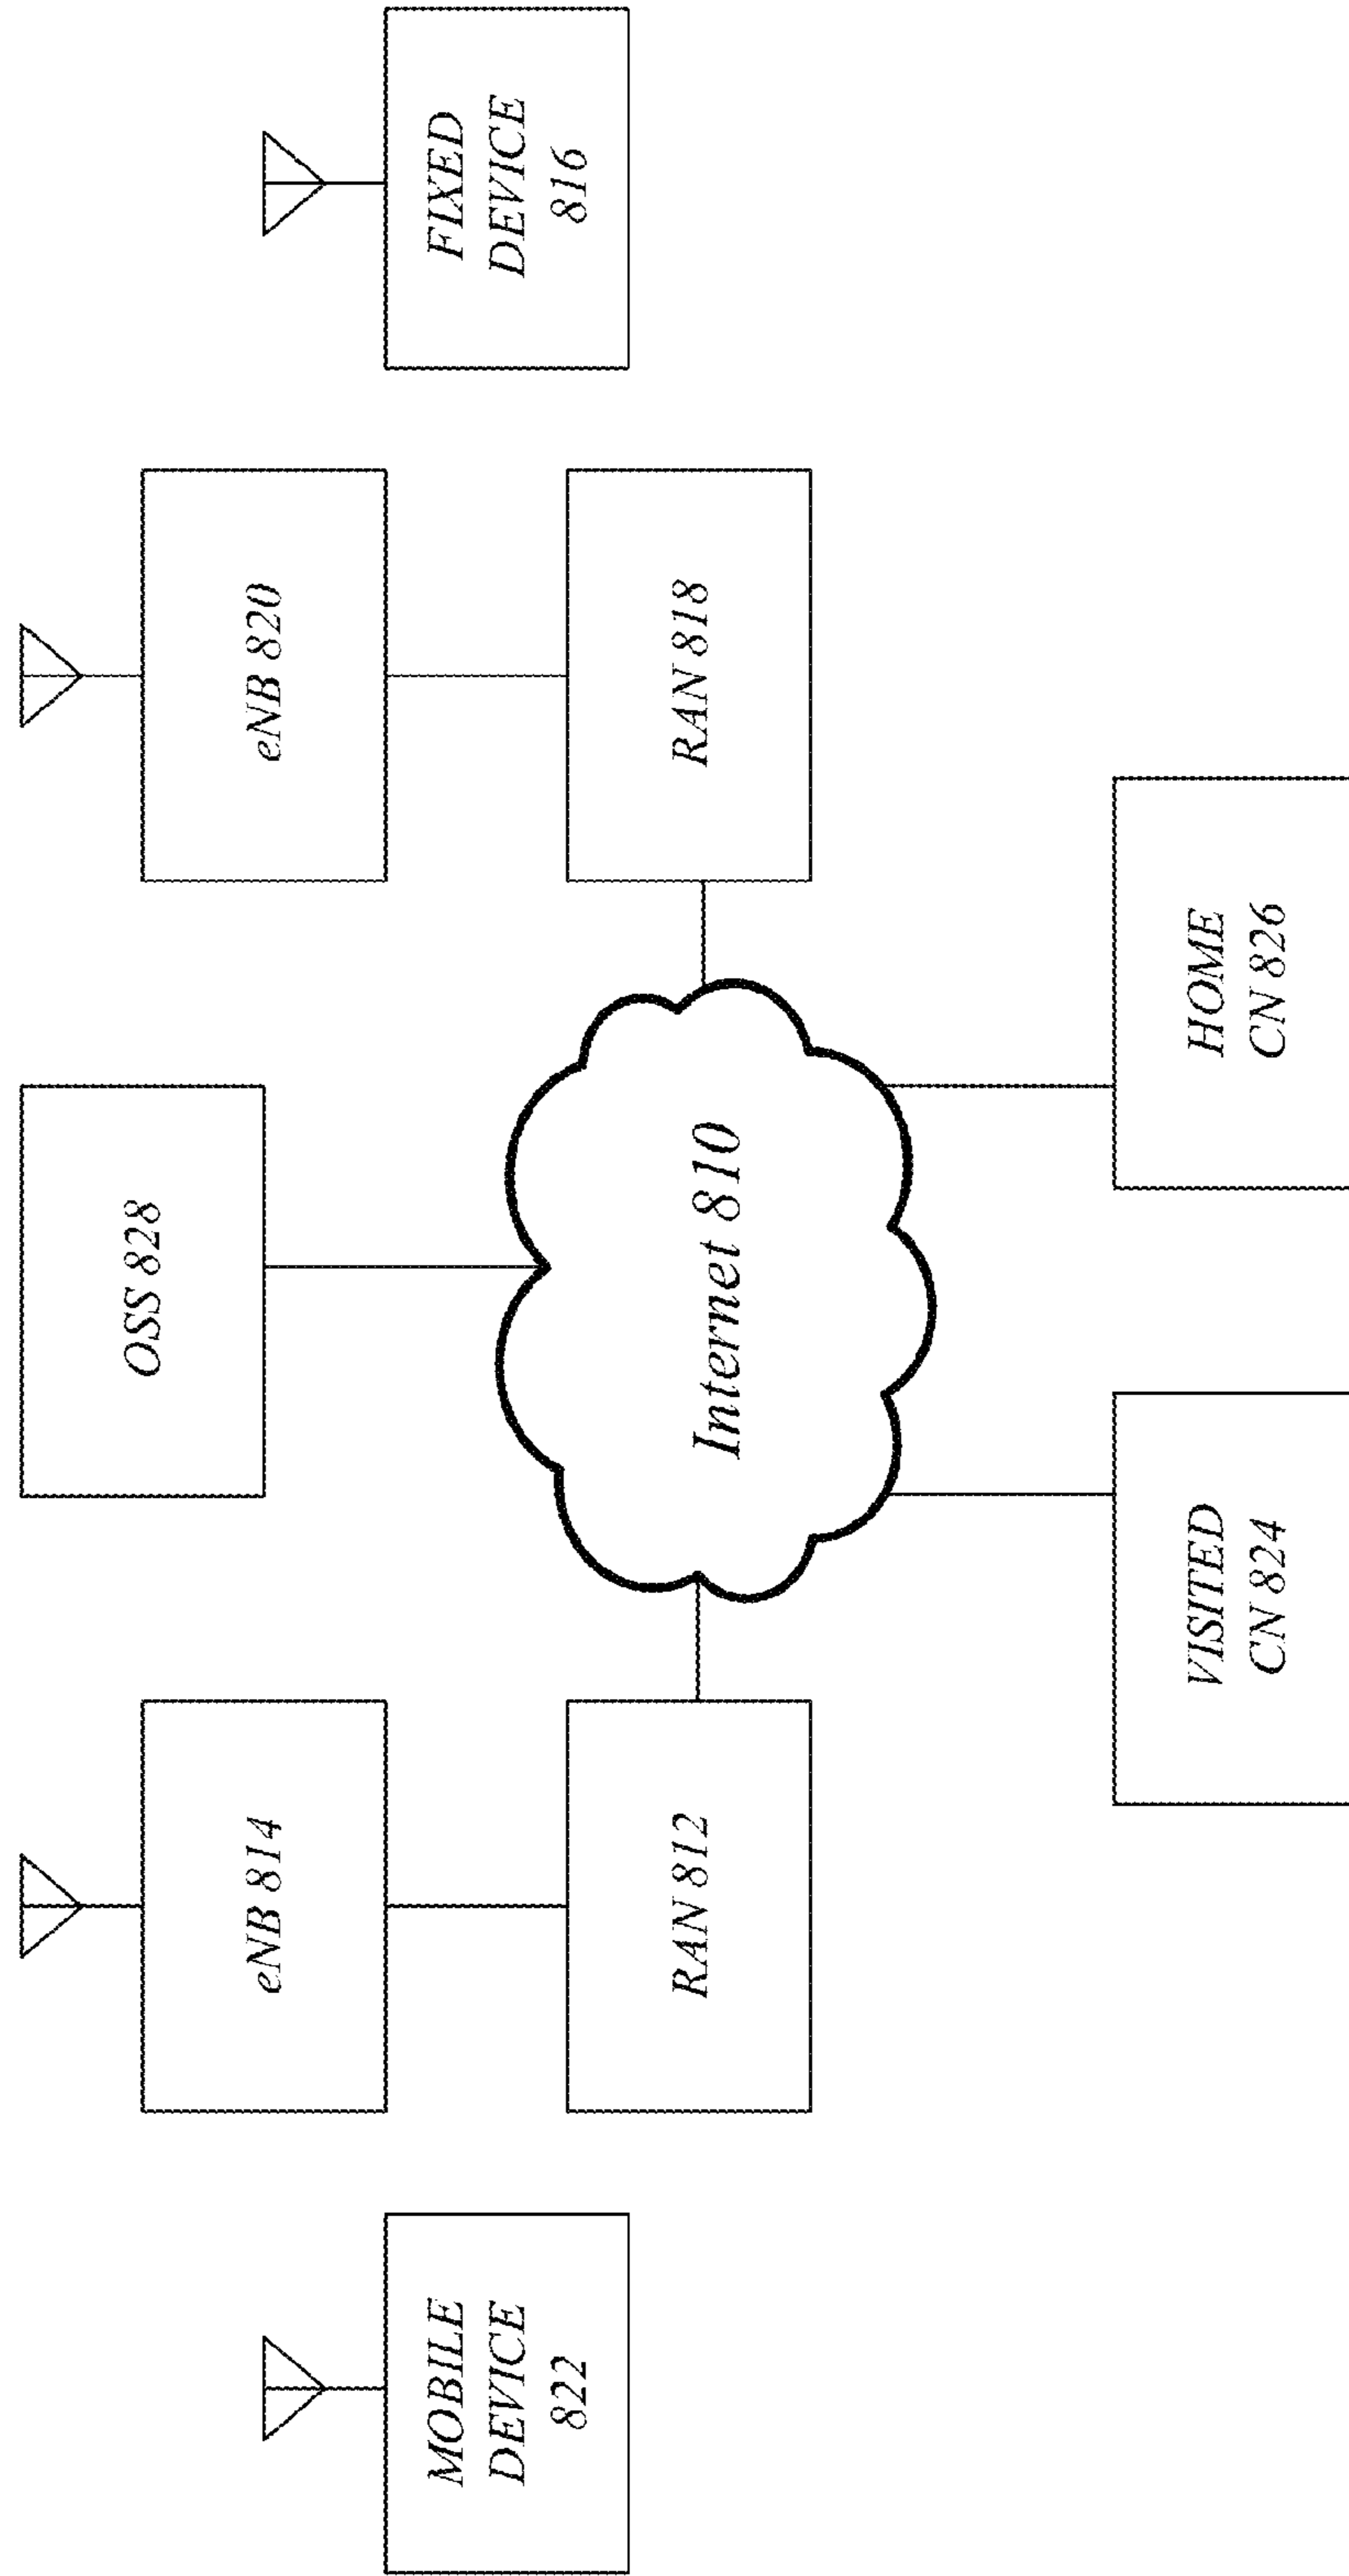 OSS 828
eNB 814
eNB 820
MOBILE
DEVICE
822
FIXED
DEVICE
816
RAN 812
Internet 810
RAN 818
VISITED
CN 824
HOME
CN 826